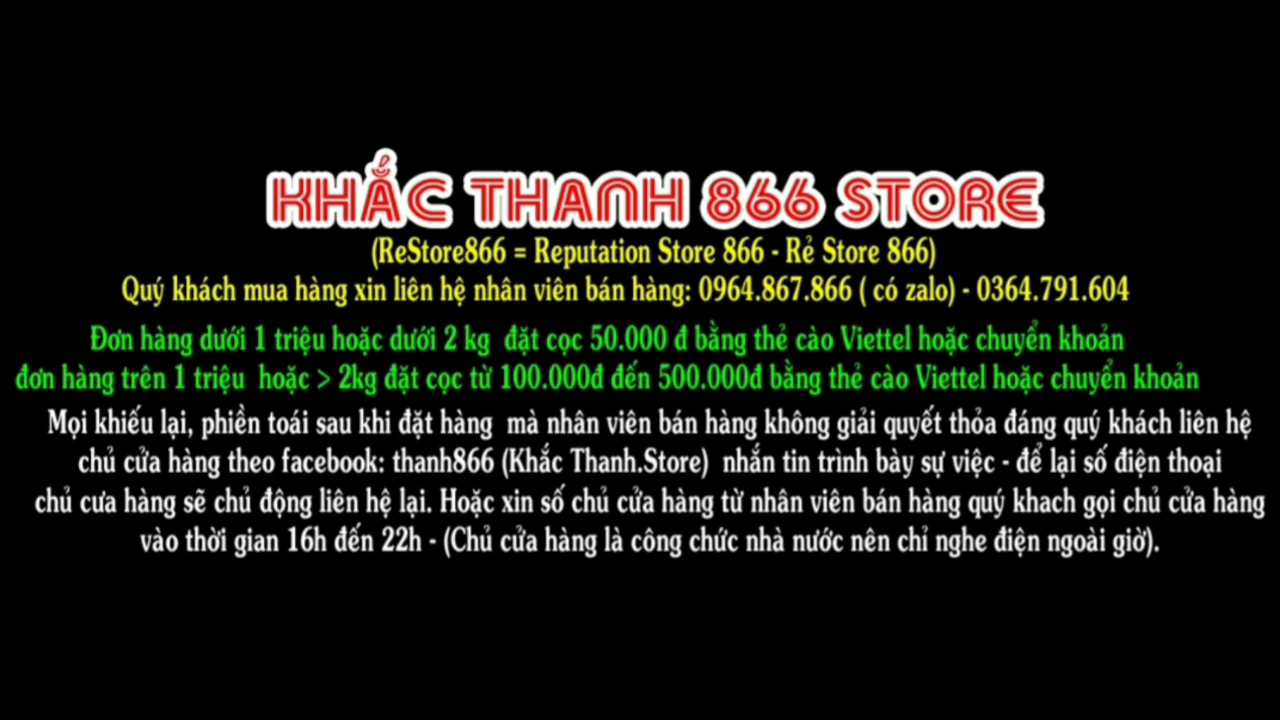 KHẮC THANH 866 STORE
(ReStore866 = Reputation Store 866 - Rẻ Store 866)
Quý khách mua hàng xin liên hệ nhân viên bán hàng: 0964.867.866 ( có zalo) - 0364.791.604
Đơn hàng dưới 1 triệu hoặc dưới 2 kg đặt cọc 50.000 đ bằng thẻ cào Viettel hoặc chuyển khoản
đơn hàng trên 1 triệu hoặc > 2kg đặt cọc từ 100.000đ đến 500.000đ bằng thẻ cào Viettel hoặc chuyển khoản
Mọi khiếu lại, phiền toái sau khi đặt hàng mà nhân viên bán hàng không giải quyết thỏa đáng quý khách liên hệ
chủ cửa hàng theo facebook: thanh866 (Khắc Thanh.Store) nhắn tin trình bày sự việc - để lại số điện thoại
chủ cưa hàng sẽ chủ động liên hệ lại. Hoặc xin số chủ cửa hàng từ nhân viên bán hàng quý khach gọi chủ cửa hàng
vào thời gian 16h đến 22h - (Chủ cửa hàng là công chức nhà nước nên chỉ nghe điện ngoài giờ).